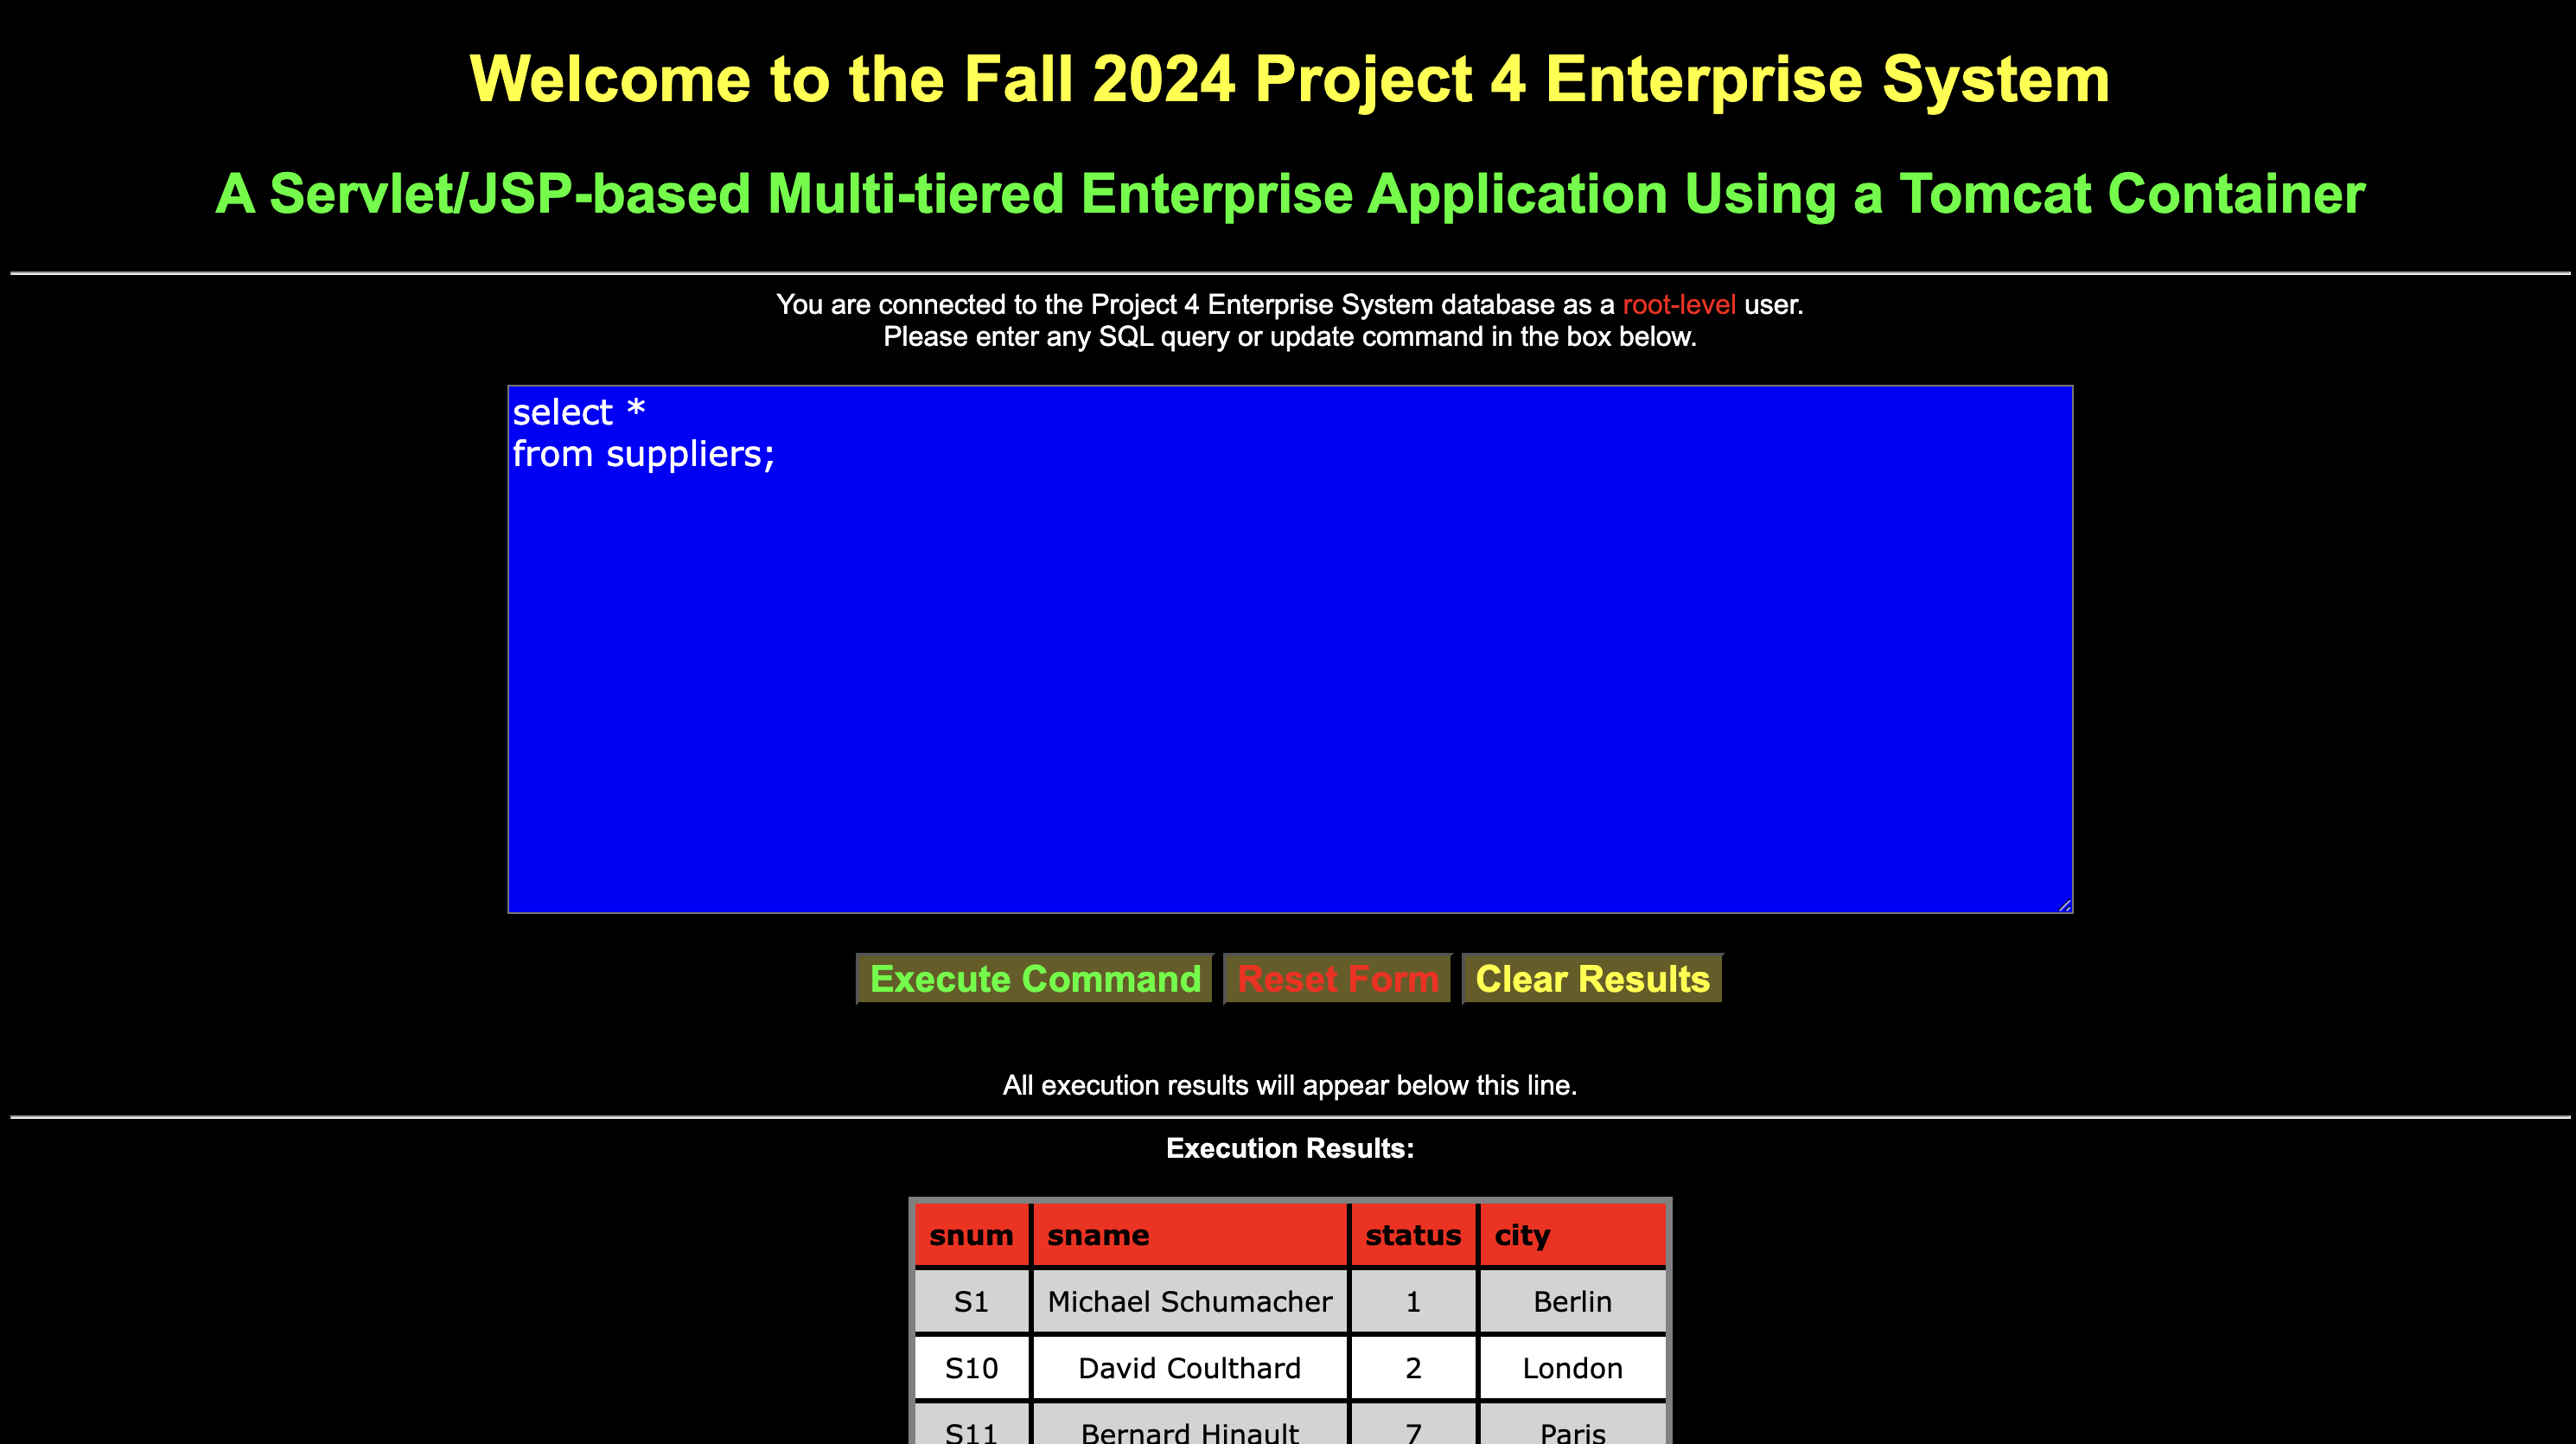 Welcome to the Fall 2024 Project 4 Enterprise System
A Servlet/JSP-based Multi-tiered Enterprise Application Using a Tomcat Container
You are connected to the Project 4 Enterprise System database as a root-level user.
Please enter any SQL query or update command in the box below.
select *
from suppliers;
Execute Command Reset Form Clear Results
All execution results will appear below this line.
Execution Results:
snum sname status city
S1 Michael Schumacher 1 Berlin
S10 David Coulthard 2 London
S11 Bernard Hinault 7 Paris